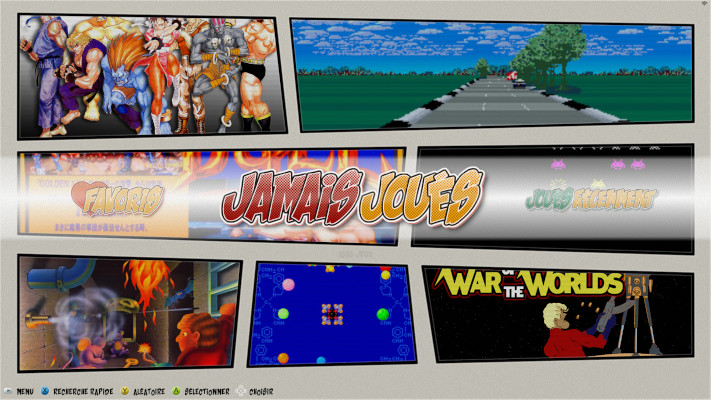 FAVORIS
JAMAIS JOUÉS
JOUÉS RÉCEMMENT
WAR OF THE WORLDS
MENU
RECHERCHE RAPIDE
ALÉATOIRE
SÉLECTIONNER
CHOISIR